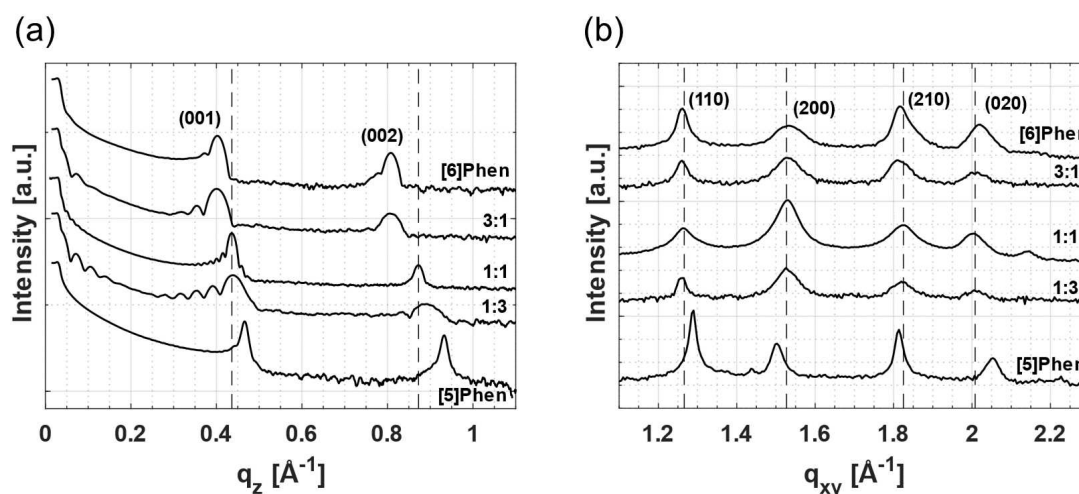 (a)
(001)
(002)
[6]Phen
3:1
1:1
1:3
[5]Phen
Intensity [a.u.]
0 0.2 0.4 0.6 0.8 1
q_z [Å⁻¹]
(b)
(110)
(200)
(210)
(020)
[6]Phen
3:1
1:1
1:3
[5]Phen
Intensity [a.u.]
1.2 1.4 1.6 1.8 2 2.2
q_xy [Å⁻¹]